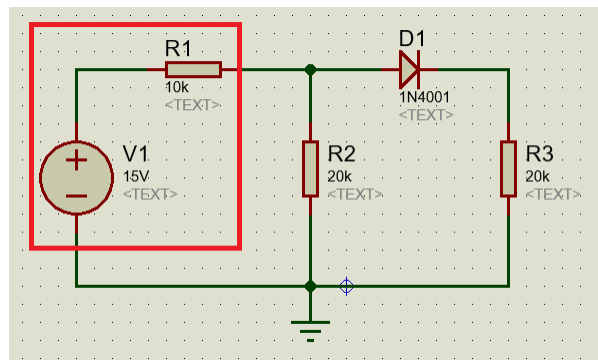 R1
10k
<TEXT>
D1
1N4001
<TEXT>
V1
15V
<TEXT>
R2
20k
<TEXT>
R3
20k
<TEXT>